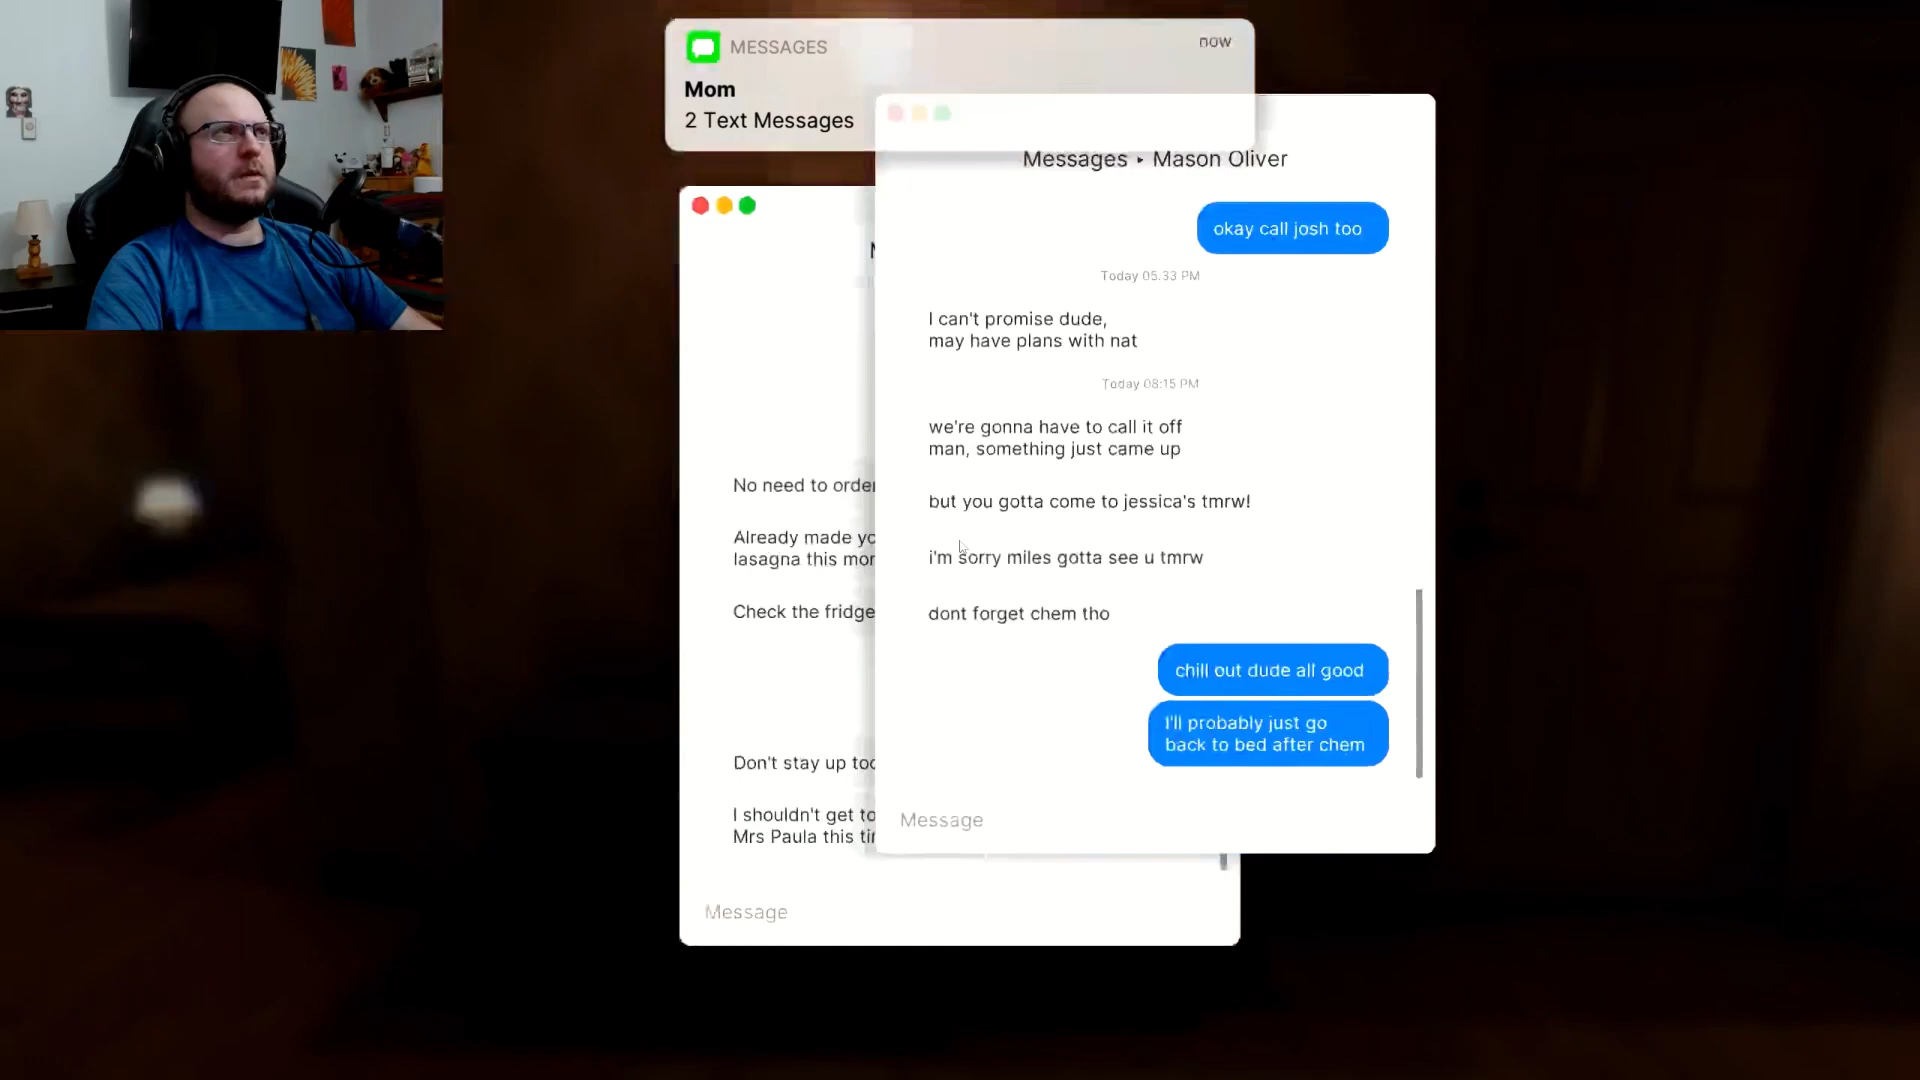 MESSAGES
now
Mom
2 Text Messages
Messages ▸ Mason Oliver
okay call josh too
Today 05.33 PM
I can't promise dude,
may have plans with nat
Today 08:15 PM
we're gonna have to call it off
man, something just came up
but you gotta come to jessica's tmrw!
i'm sorry miles gotta see u tmrw
dont forget chem tho
chill out dude all good
I'll probably just go
back to bed after chem
Message
No need to order
Already made yo
lasagna this mor
Check the fridge
Don't stay up too
I shouldn't get to
Mrs Paula this ti
Message